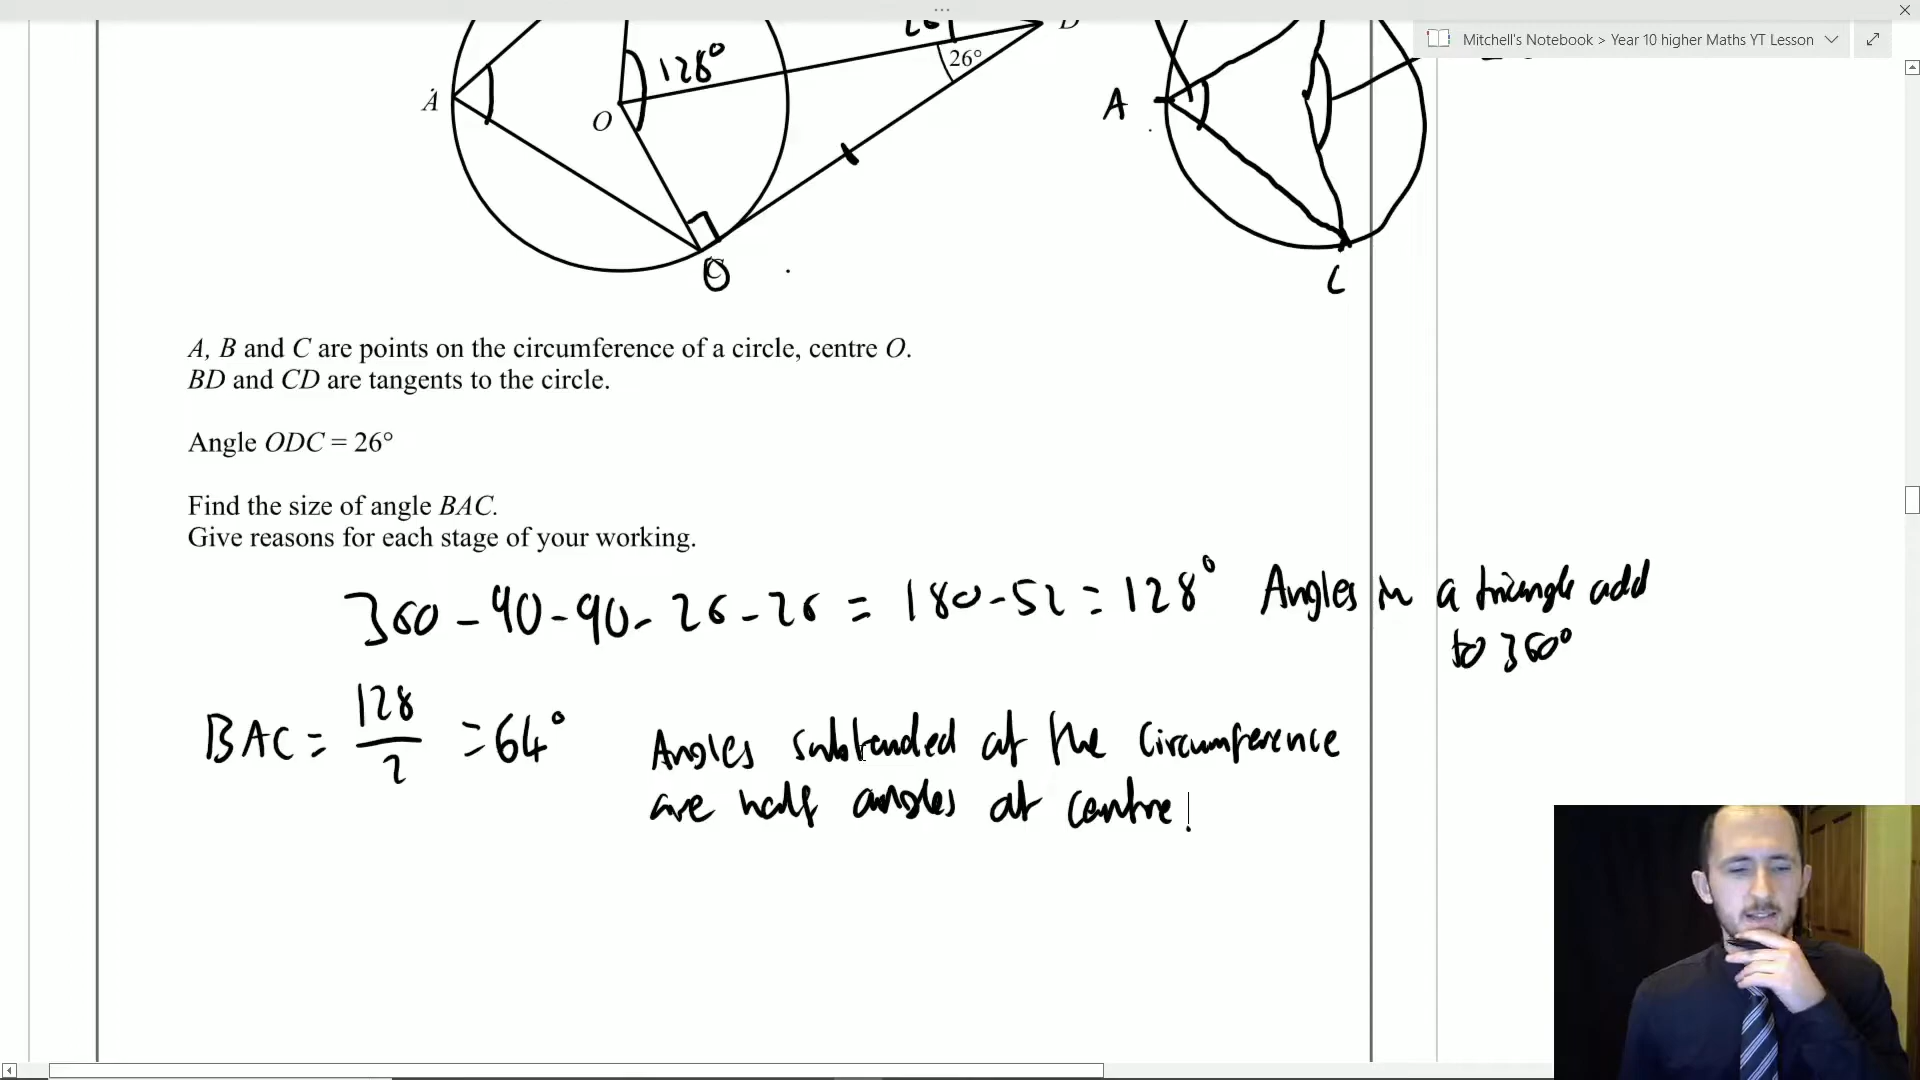 Mitchell's Notebook > Year 10 higher Maths YT Lesson
128°
26°
A
O
C
A
C
A, B and C are points on the circumference of a circle, centre O.
BD and CD are tangents to the circle.
Angle ODC = 26°
Find the size of angle BAC.
Give reasons for each stage of your working.
360 - 90 - 90 - 26 - 26 = 180 - 52 = 128° Angles in a triangle add
to 360°
BAC = 128/2 = 64° Angles subtended at the circumference
are half angles at centre!